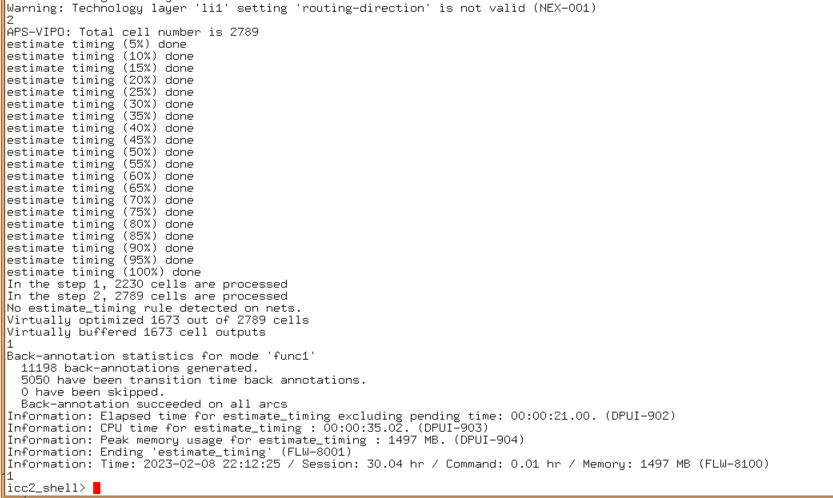 Warning: Technology layer 'li1' setting 'routing-direction' is not valid (NEX-001)
2
APS-VIPO: Total cell number is 2789
estimate timing (5%) done
estimate timing (10%) done
estimate timing (15%) done
estimate timing (20%) done
estimate timing (25%) done
estimate timing (30%) done
estimate timing (35%) done
estimate timing (40%) done
estimate timing (45%) done
estimate timing (50%) done
estimate timing (55%) done
estimate timing (60%) done
estimate timing (65%) done
estimate timing (70%) done
estimate timing (75%) done
estimate timing (80%) done
estimate timing (85%) done
estimate timing (90%) done
estimate timing (95%) done
estimate timing (100%) done
In the step 1, 2230 cells are processed
In the step 2, 2789 cells are processed
No estimate_timing rule detected on nets.
Virtually optimized 1673 out of 2789 cells
Virtually buffered 1673 cell outputs
1
Back-annotation statistics for mode 'func1'
  11198 back-annotations generated.
  5050 have been transition time back annotations.
  0 have been skipped.
  Back-annotation succeeded on all arcs
Information: Elapsed time for estimate_timing excluding pending time: 00:00:21.00. (DPUI-902)
Information: CPU time for estimate_timing : 00:00:35.02. (DPUI-903)
Information: Peak memory usage for estimate_timing : 1497 MB. (DPUI-904)
Information: Ending 'estimate_timing' (FLW-8001)
Information: Time: 2023-02-08 22:12:25 / Session: 30.04 hr / Command: 0.01 hr / Memory: 1497 MB (FLW-8100)
1
icc2_shell>